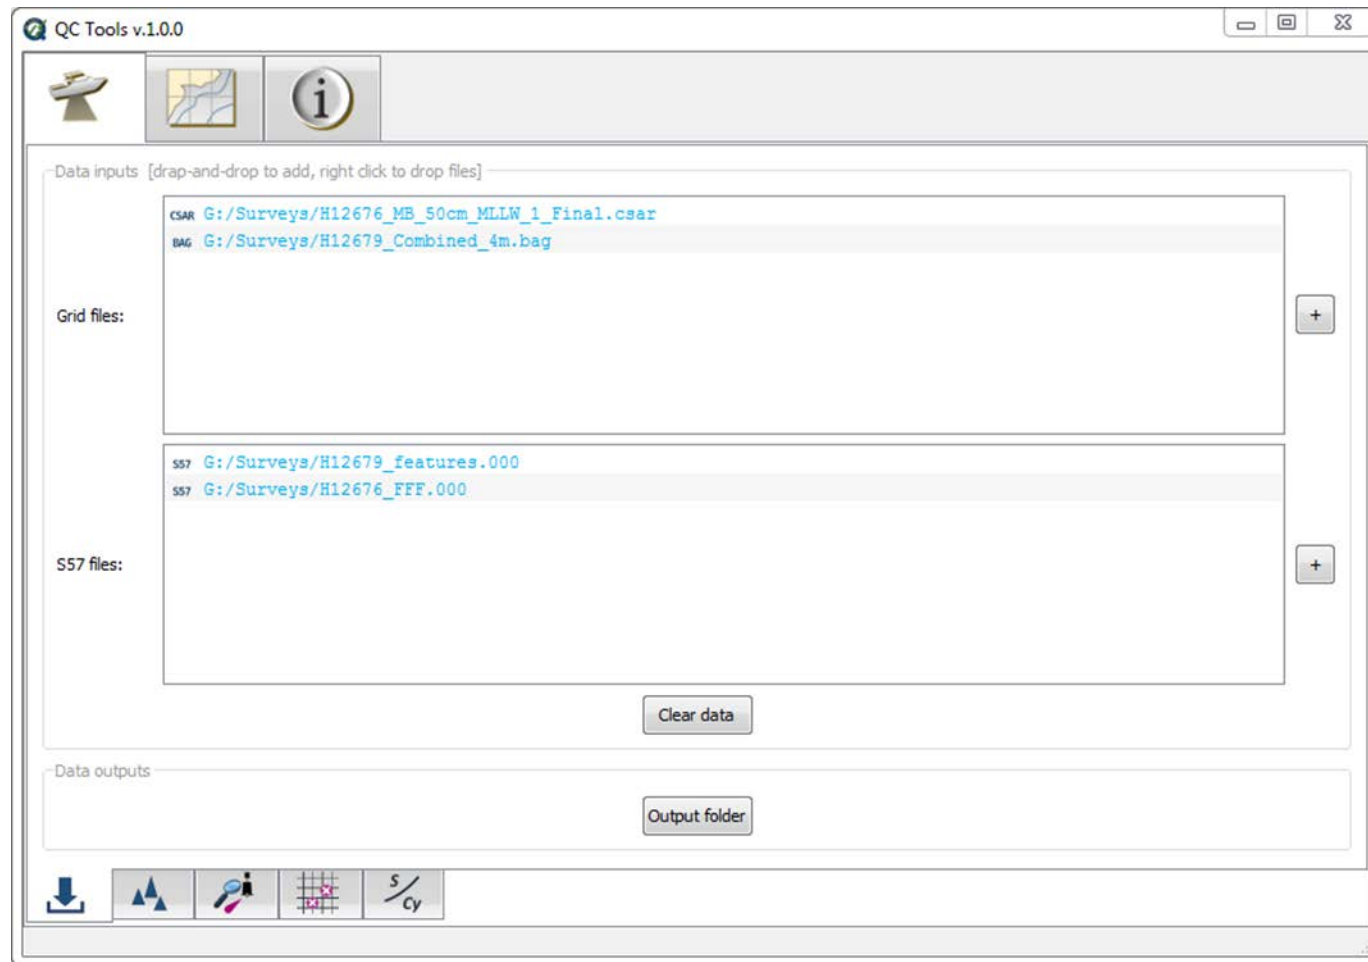 QC Tools v.1.0.0
i
Data inputs [drap-and-drop to add, right click to drop files]
CSAR G:/Surveys/H12676_MB_50cm_MLLW_1_Final.csar
BAG G:/Surveys/H12679_Combined_4m.bag
Grid files:
+
S57 G:/Surveys/H12679_features.000
S57 G:/Surveys/H12676_FFF.000
S57 files:
+
Clear data
Data outputs
Output folder
S/Cy